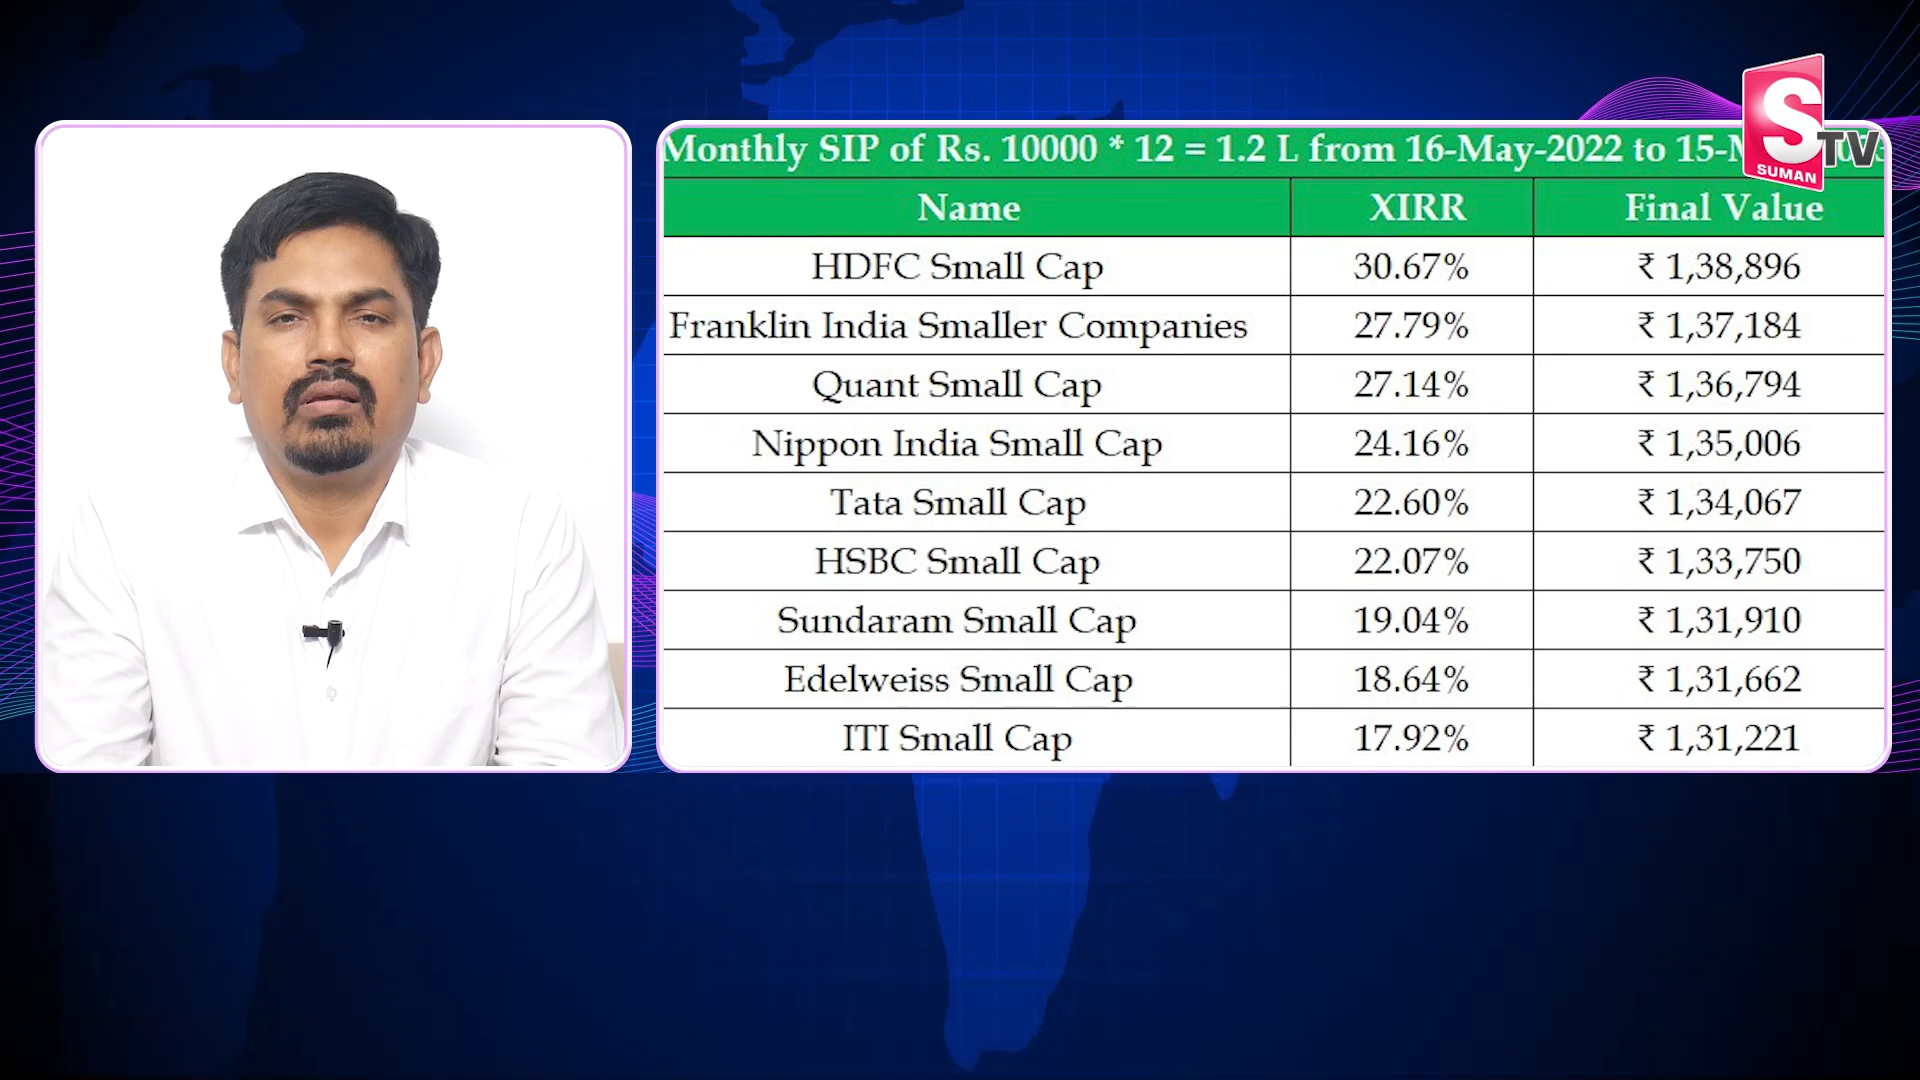 Monthly SIP of Rs. 10000 * 12 = 1.2 L from 16-May-2022 to 15-
S TV
SUMAN
Name XIRR Final Value
HDFC Small Cap 30.67% ₹ 1,38,896
Franklin India Smaller Companies 27.79% ₹ 1,37,184
Quant Small Cap 27.14% ₹ 1,36,794
Nippon India Small Cap 24.16% ₹ 1,35,006
Tata Small Cap 22.60% ₹ 1,34,067
HSBC Small Cap 22.07% ₹ 1,33,750
Sundaram Small Cap 19.04% ₹ 1,31,910
Edelweiss Small Cap 18.64% ₹ 1,31,662
ITI Small Cap 17.92% ₹ 1,31,221